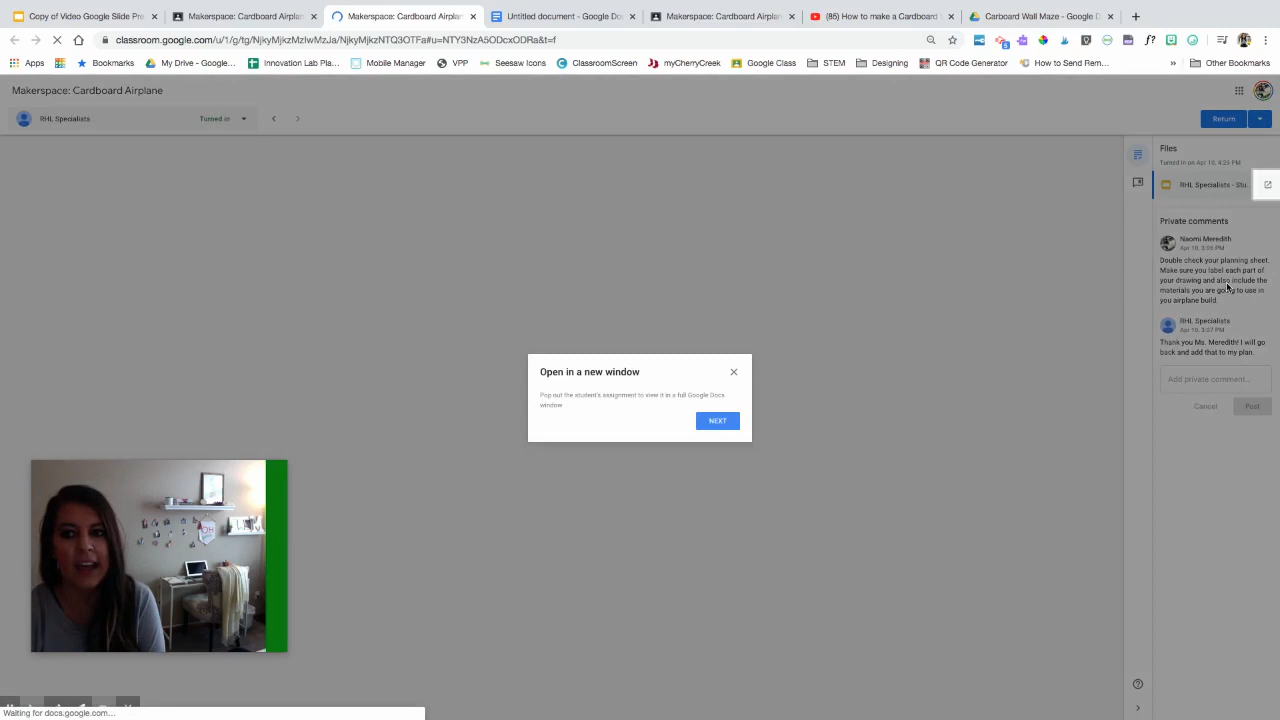 Copy of Video Google Slide Pre
Makerspace: Cardboard Airplan
Makerspace: Cardboard Airplan
Untitled document - Google Do
Makerspace: Cardboard Airplan
(85) How to make a Cardboard
Carboard Wall Maze - Google D
classroom.google.com/u/1/g/tg/NjkyMjkzMzIwMzJa/NjkyMjkzNTQ3OTFa#u=NTY3NzA5ODcxODRa&t=f
Apps
Bookmarks
My Drive - Google...
Innovation Lab Pla...
Mobile Manager
VPP
Seesaw Icons
ClassroomScreen
myCherryCreek
Google Class
STEM
Designing
QR Code Generator
How to Send Rem...
»
Other Bookmarks
Makerspace: Cardboard Airplane
RHL Specialists
Turned in
Return
Files
Turned in on Apr 10, 4:25 PM
RHL Specialists - Stu...
Private comments
Naomi Meredith
Apr 10, 3:06 PM
Double check your planning sheet.
Make sure you label each part of
your drawing and also include the
materials you are going to use in
you airplane build.
RHL Specialists
Apr 10, 3:07 PM
Thank you Ms. Meredith! I will go
back and add that to my plan.
Add private comment...
Cancel
Post
Open in a new window
Pop out the student's assignment to view it in a full Google Docs
window
NEXT
Waiting for docs.google.com...